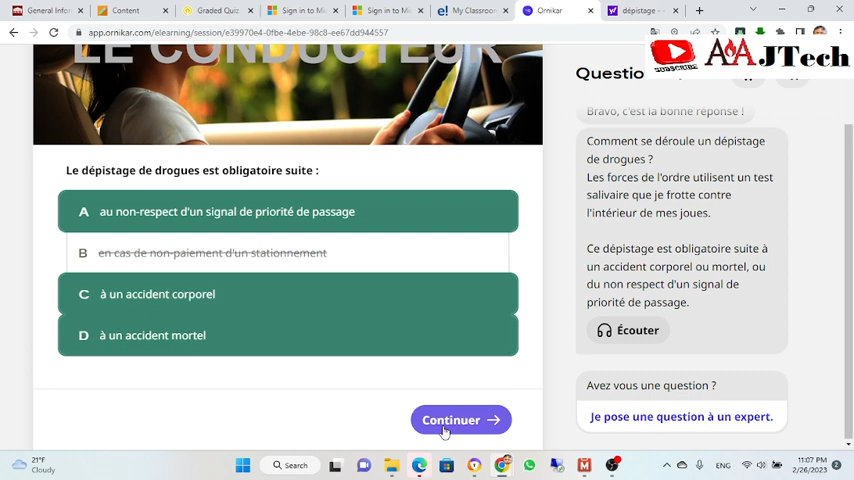 General Infor
Content
Graded Quiz
Sign in to Mi
Sign in to Mi
My Classroom
Ornikar
dépistage -
app.ornikar.com/elearning/session/e39970e4-0fbe-4ebe-98c8-ee67dd944557
LE CONDUCTEUR
SUBSCRIBE
AAJTech
Questio
Bravo, c'est la bonne réponse !
Comment se déroule un dépistage
de drogues ?
Les forces de l'ordre utilisent un test
salivaire que je frotte contre
l'intérieur de mes joues.
Ce dépistage est obligatoire suite à
un accident corporel ou mortel, ou
du non respect d'un signal de
priorité de passage.
Écouter
Avez vous une question ?
Je pose une question à un expert.
Le dépistage de drogues est obligatoire suite :
A au non-respect d'un signal de priorité de passage
B en cas de non-paiement d'un stationnement
C à un accident corporel
D à un accident mortel
Continuer
21°F
Cloudy
Search
ENG
11:07 PM
2/26/2023